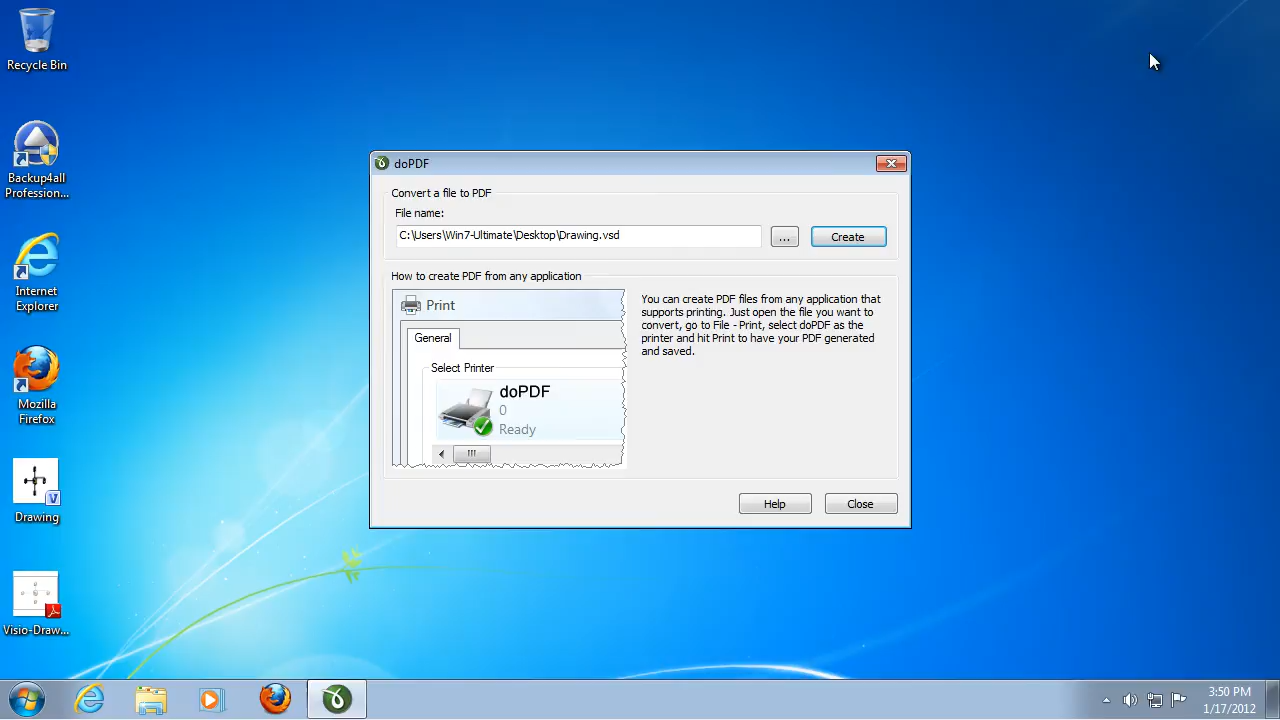 Recycle Bin
Backup4all
Profession...
Internet
Explorer
Mozilla
Firefox
Drawing
Visio-Draw...
doPDF
Convert a file to PDF
File name:
C:\Users\Win7-Ultimate\Desktop\Drawing.vsd
...
Create
How to create PDF from any application
Print
General
Select Printer
doPDF
0
Ready
You can create PDF files from any application that
supports printing. Just open the file you want to
convert, go to File - Print, select doPDF as the
printer and hit Print to have your PDF generated
and saved.
Help
Close
3:50 PM
1/17/2012